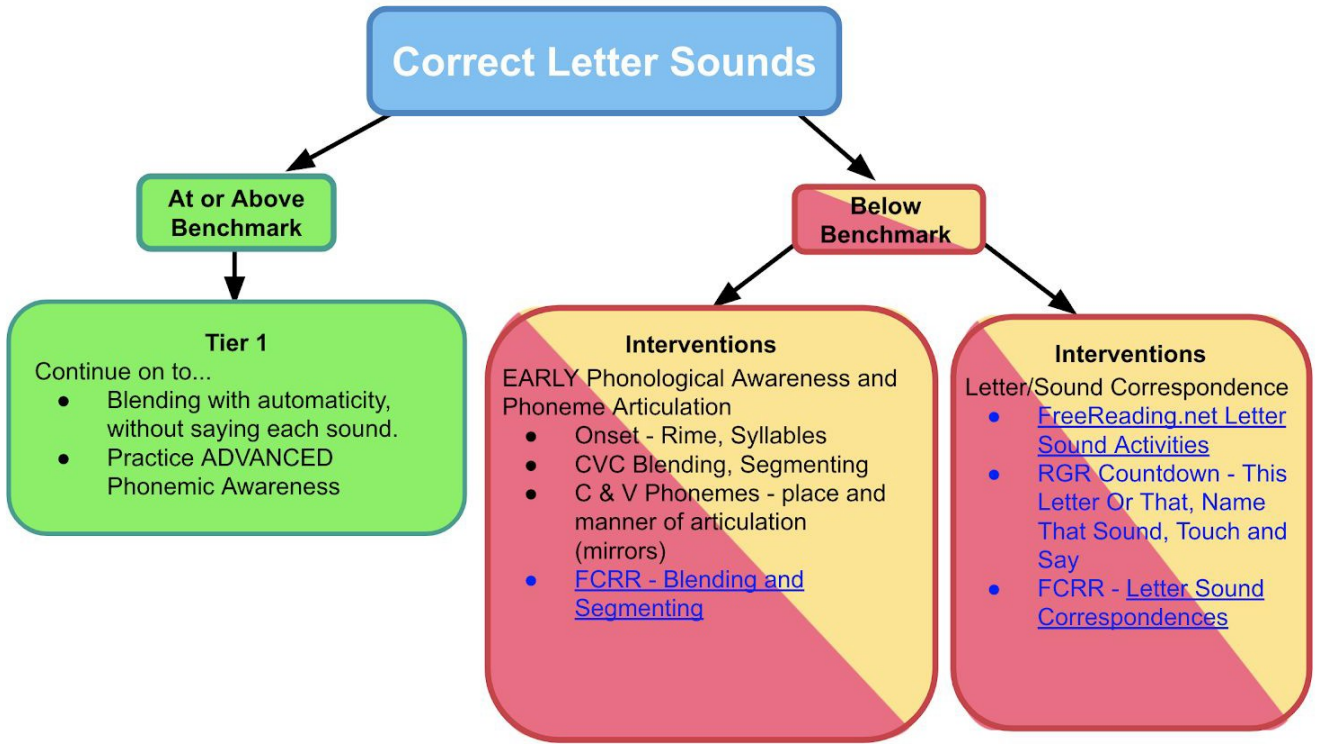 Correct Letter Sounds
At or Above
Benchmark
Below
Benchmark
Tier 1
Continue on to...
● Blending with automaticity,
without saying each sound.
● Practice ADVANCED
Phonemic Awareness
Interventions
EARLY Phonological Awareness and
Phoneme Articulation
● Onset - Rime, Syllables
● CVC Blending, Segmenting
● C & V Phonemes - place and
manner of articulation
(mirrors)
● FCRR - Blending and
Segmenting
Interventions
Letter/Sound Correspondence
● FreeReading.net Letter
Sound Activities
● RGR Countdown - This
Letter Or That, Name
That Sound, Touch and
Say
● FCRR - Letter Sound
Correspondences